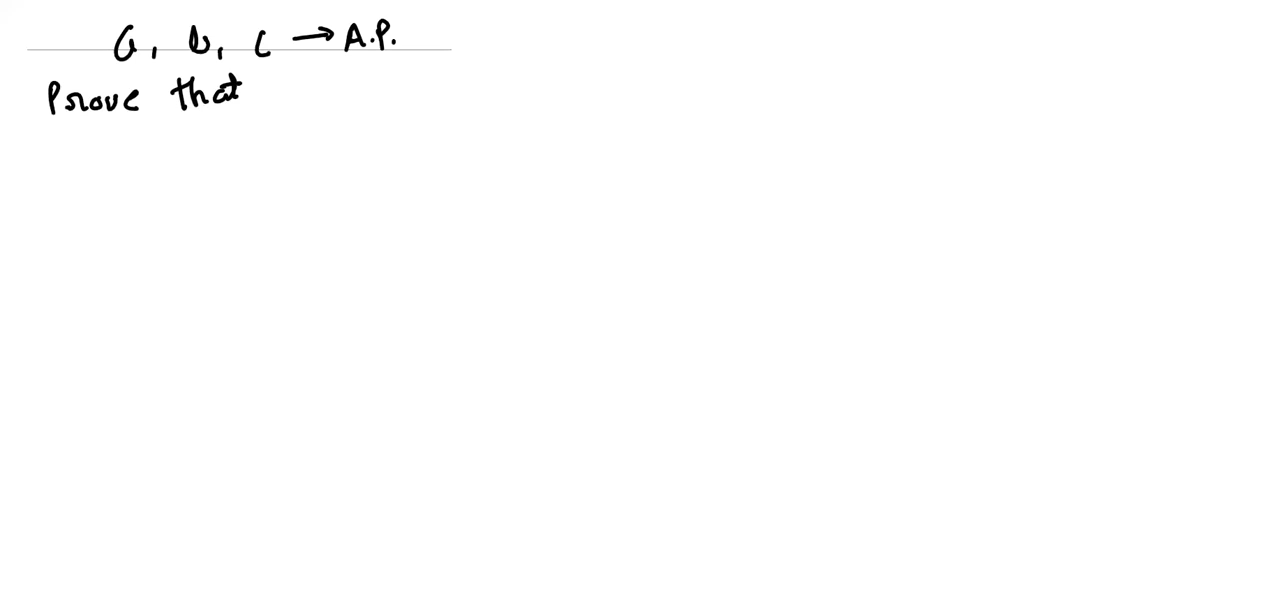 a, b, c → A.P.
Prove that